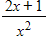 2x + 1
x²